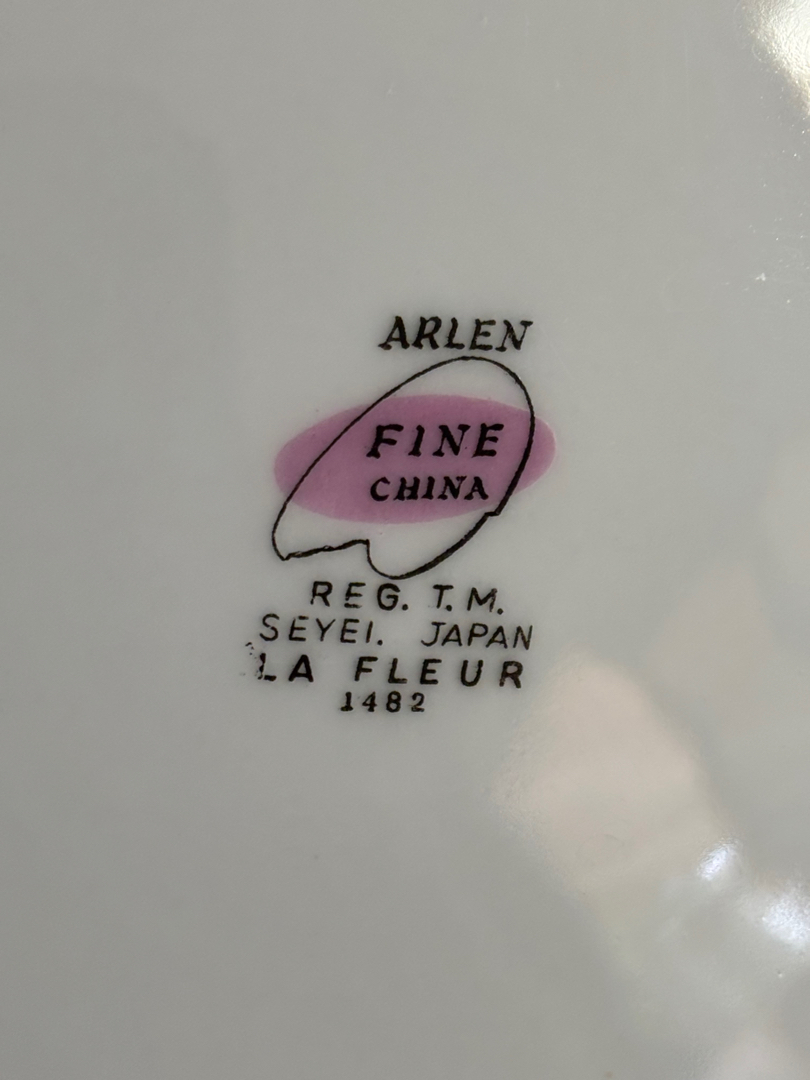 ARLEN
FINE
CHINA
REG. T.M.
SEYEI. JAPAN
LA FLEUR
1482